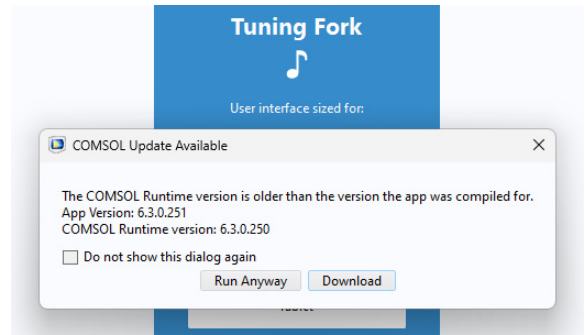 Tuning Fork
User interface sized for:
COMSOL Update Available
The COMSOL Runtime version is older than the version the app was compiled for.
App Version: 6.3.0.251
COMSOL Runtime version: 6.3.0.250
Do not show this dialog again
Run Anyway Download